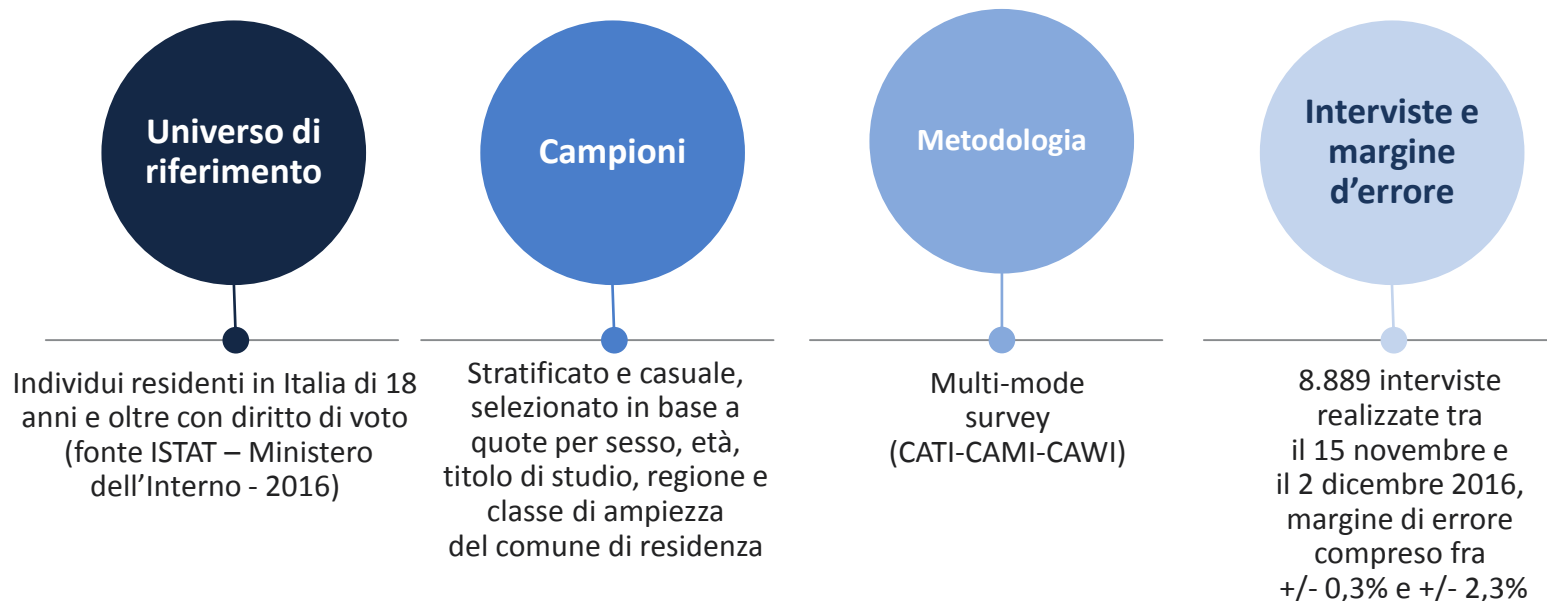 Universo di
riferimento
Individui residenti in Italia di 18
anni e oltre con diritto di voto
(fonte ISTAT – Ministero
dell’Interno - 2016)
Campioni
Stratificato e casuale,
selezionato in base a
quote per sesso, età,
titolo di studio, regione e
classe di ampiezza
del comune di residenza
Metodologia
Multi-mode
survey
(CATI-CAMI-CAWI)
Interviste e
margine
d’errore
8.889 interviste
realizzate tra
il 15 novembre e
il 2 dicembre 2016,
margine di errore
compreso fra
+/- 0,3% e +/- 2,3%